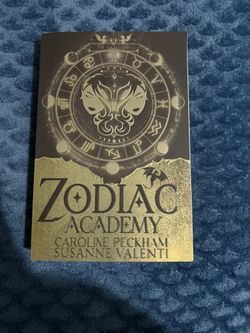 ZODIAC
ACADEMY
CAROLINE PECKHAM
SUSANNE VALENTI